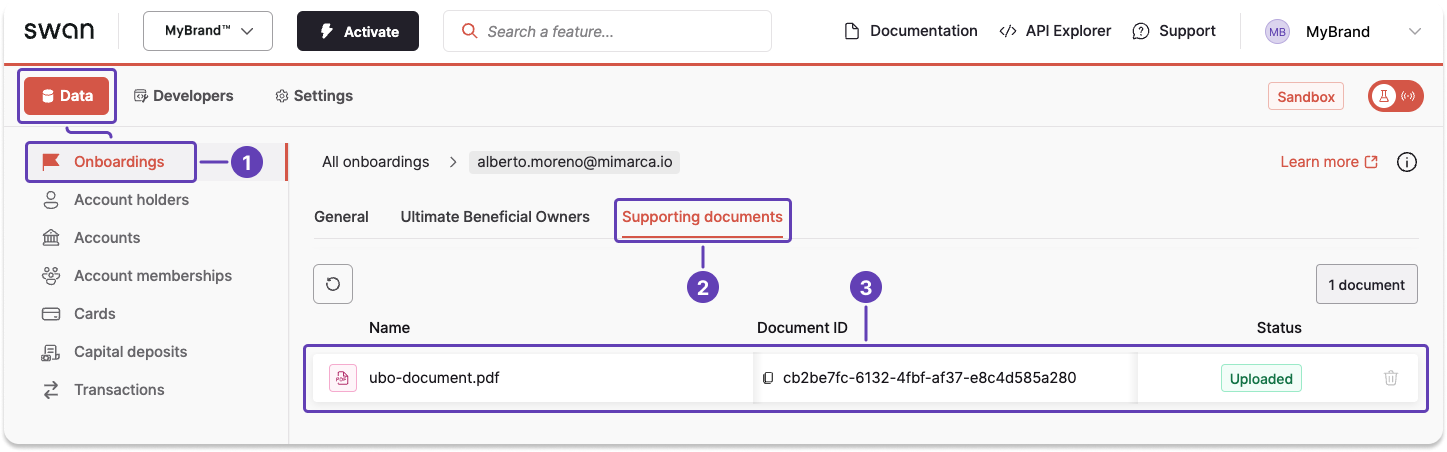 swan
MyBrand™
Activate
Search a feature...
Documentation
API Explorer
Support
MB
MyBrand
Data
Developers
Settings
Sandbox
Onboardings
1
All onboardings > alberto.moreno@mimarca.io
Learn more
Account holders
Accounts
Account memberships
Cards
Capital deposits
Transactions
General
Ultimate Beneficial Owners
Supporting documents
2
3
1 document
Name
Document ID
Status
PDF
ubo-document.pdf
cb2be7fc-6132-4fbf-af37-e8c4d585a280
Uploaded